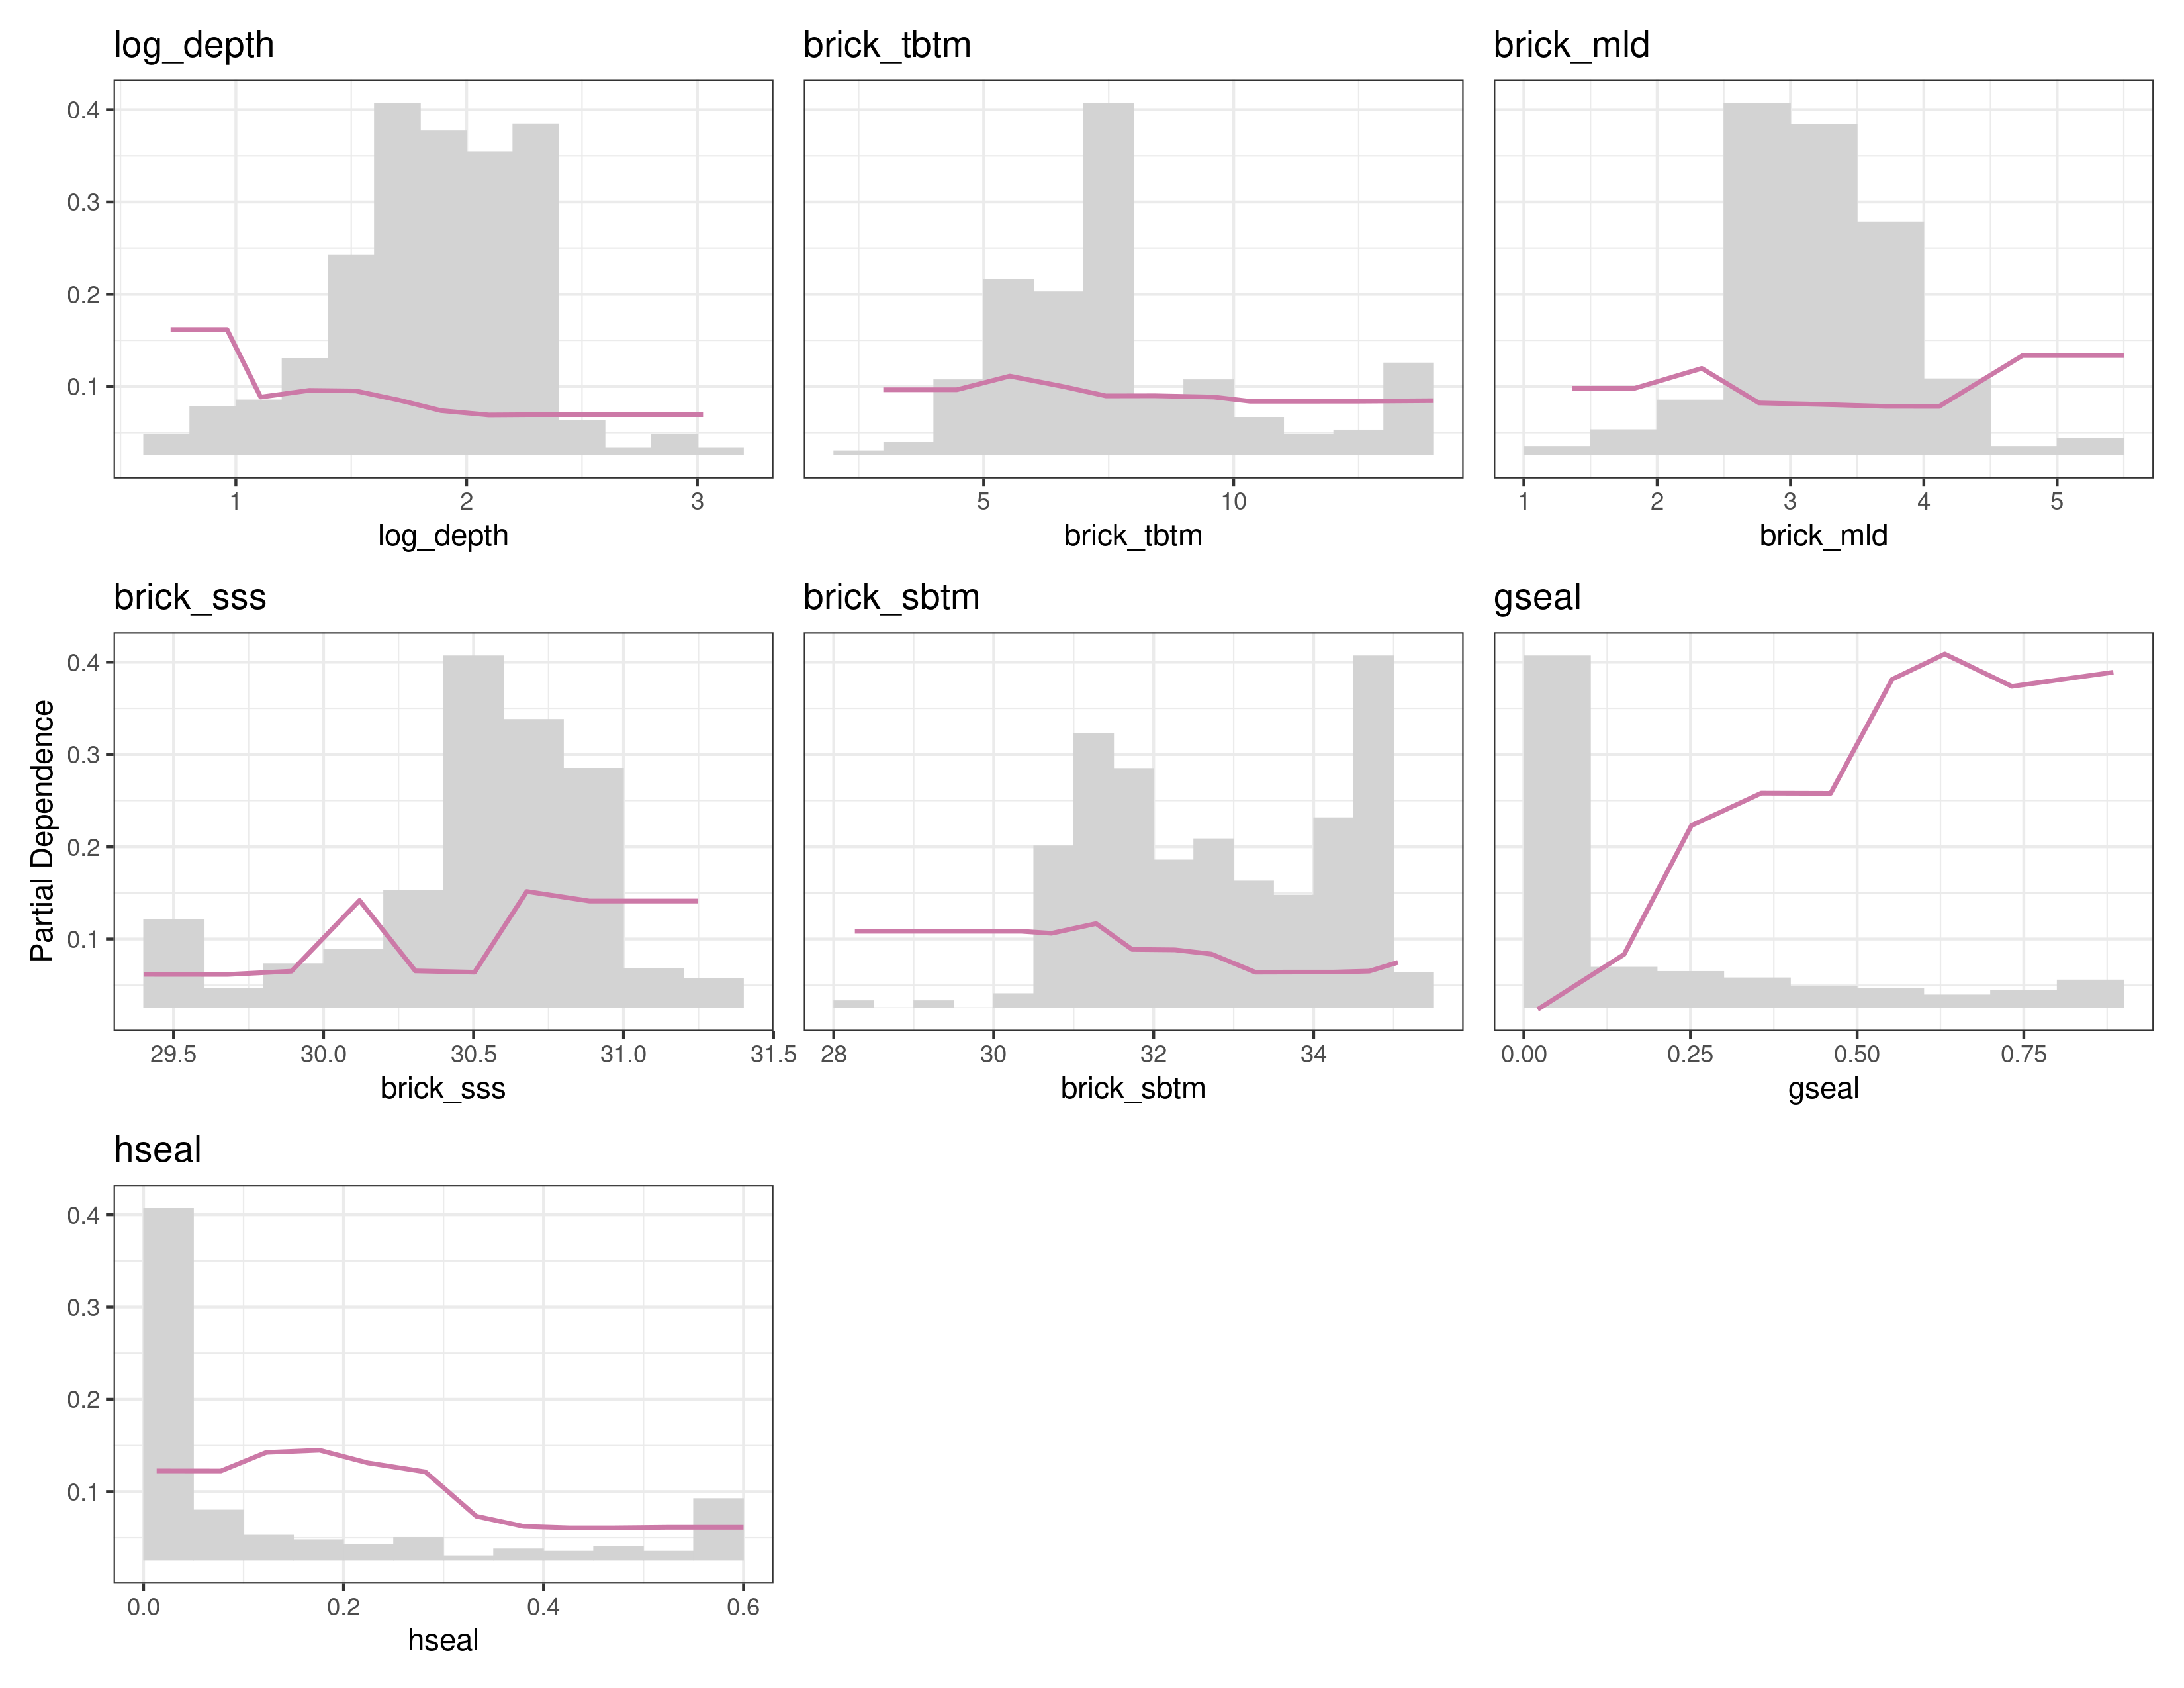 log_depth
brick_tbtm
brick_mld
0.4
0.3
0.2
0.1
1 2 3
5 10
1 2 3 4 5
log_depth
brick_tbtm
brick_mld
brick_sss
brick_sbtm
gseal
Partial Dependence
0.4
0.3
0.2
0.1
29.5 30.0 30.5 31.0 31.5
28 30 32 34
0.00 0.25 0.50 0.75
brick_sss
brick_sbtm
gseal
hseal
0.4
0.3
0.2
0.1
0.0 0.2 0.4 0.6
hseal